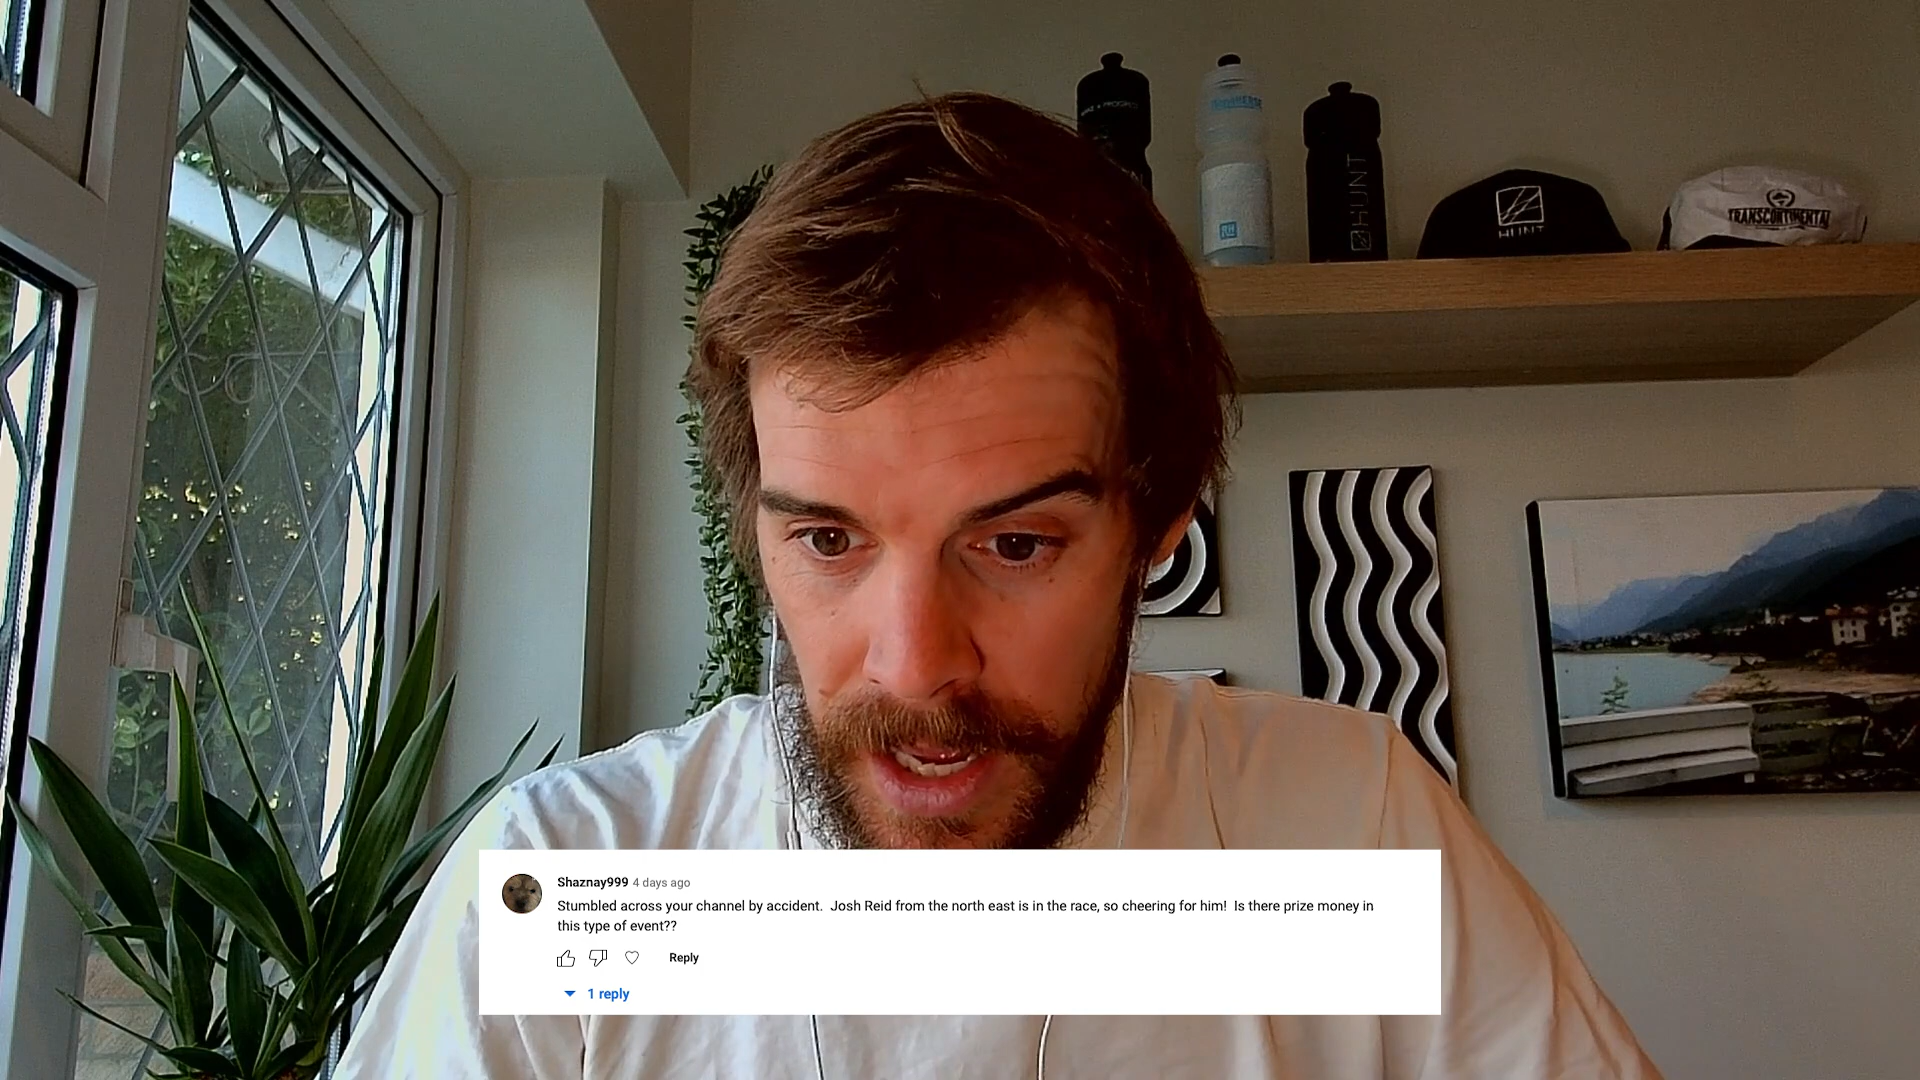 HUNT
HUNT
RH
TRANSCONTINENTAL
Shaznay999 4 days ago
Stumbled across your channel by accident.  Josh Reid from the north east is in the race, so cheering for him!  Is there prize money in
this type of event??
Reply
1 reply